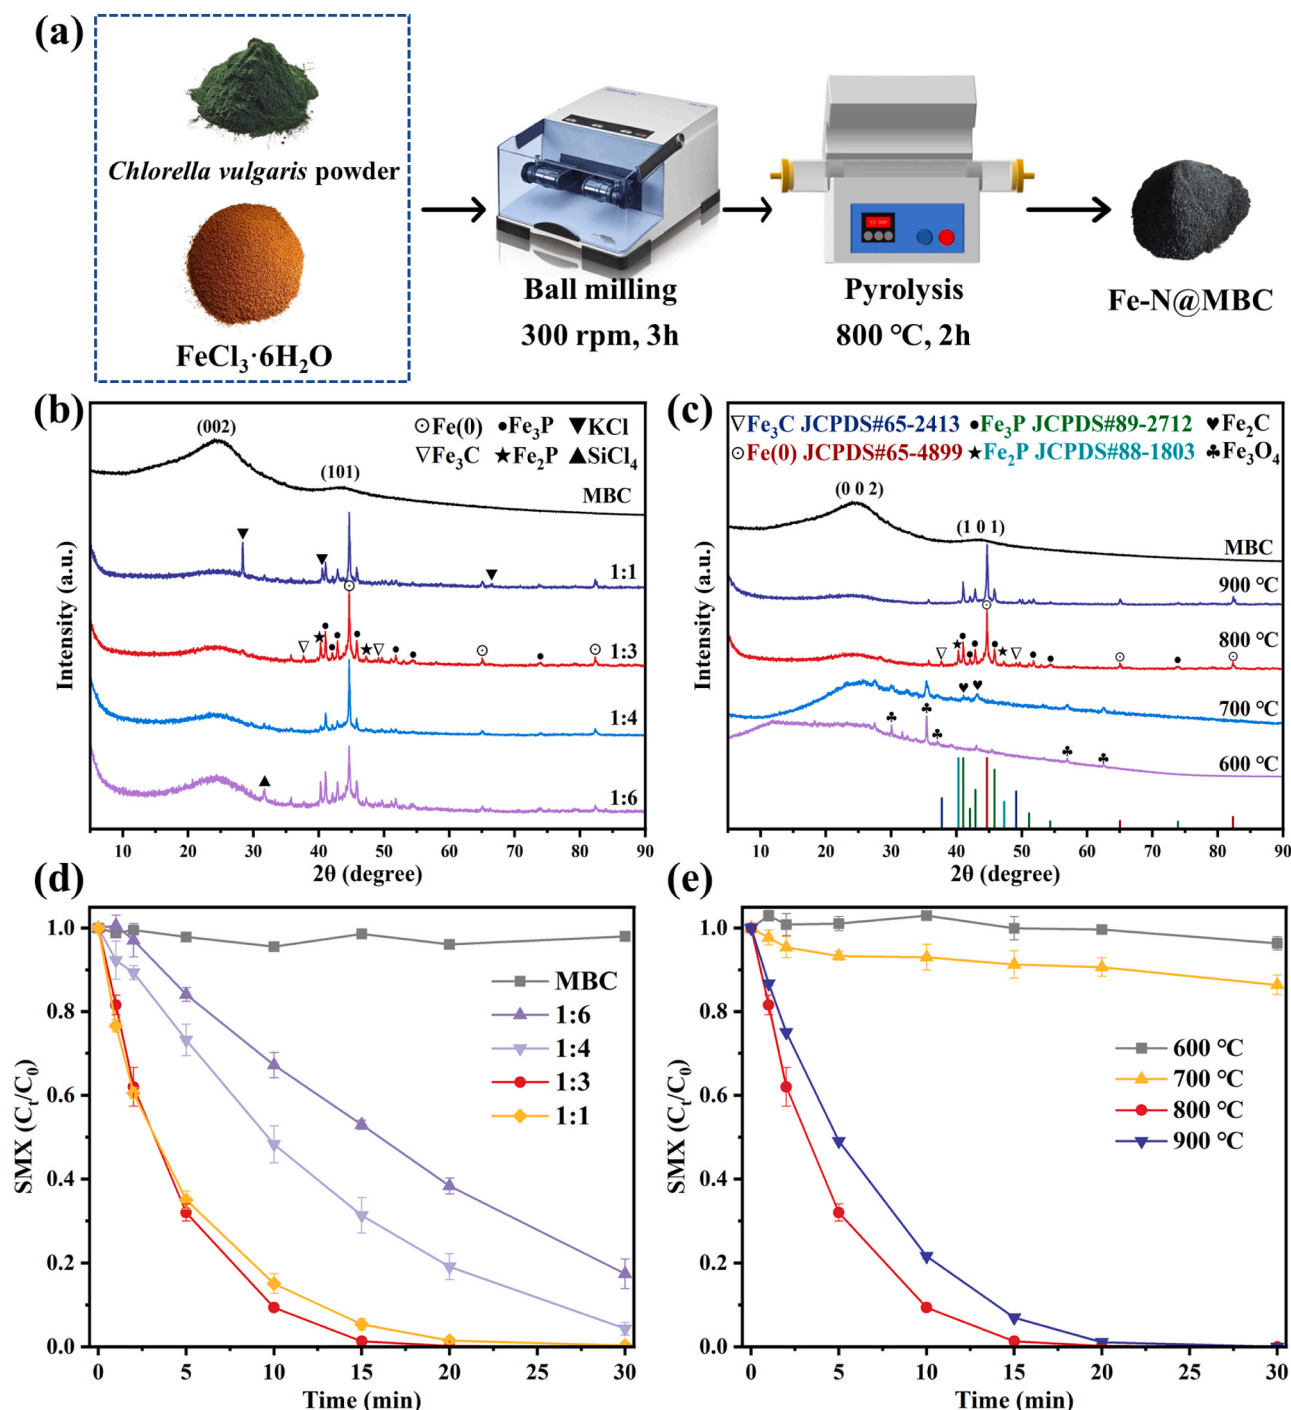 (a)
Chlorella vulgaris powder
FeCl₃·6H₂O
Ball milling
300 rpm, 3h
Pyrolysis
800 °C, 2h
Fe-N@MBC
(b)
Intensity (a.u.)
(002)
(101)
Fe(0) Fe₃P KCl
Fe₃C Fe₂P SiCl₄
MBC
1:1
1:3
1:4
1:6
10 20 30 40 50 60 70 80 90
2θ (degree)
(c)
Intensity (a.u.)
Fe₃C JCPDS#65-2413 Fe₃P JCPDS#89-2712 Fe₂C
Fe(0) JCPDS#65-4899 Fe₂P JCPDS#88-1803 Fe₃O₄
(0 0 2)
(1 0 1)
MBC
900 °C
800 °C
700 °C
600 °C
10 20 30 40 50 60 70 80 90
2θ (degree)
(d)
SMX (Cₜ/C₀)
1.0
0.8
0.6
0.4
0.2
0.0
MBC
1:6
1:4
1:3
1:1
0 5 10 15 20 25 30
Time (min)
(e)
SMX (Cₜ/C₀)
1.0
0.8
0.6
0.4
0.2
0.0
600 °C
700 °C
800 °C
900 °C
0 5 10 15 20 25 30
Time (min)